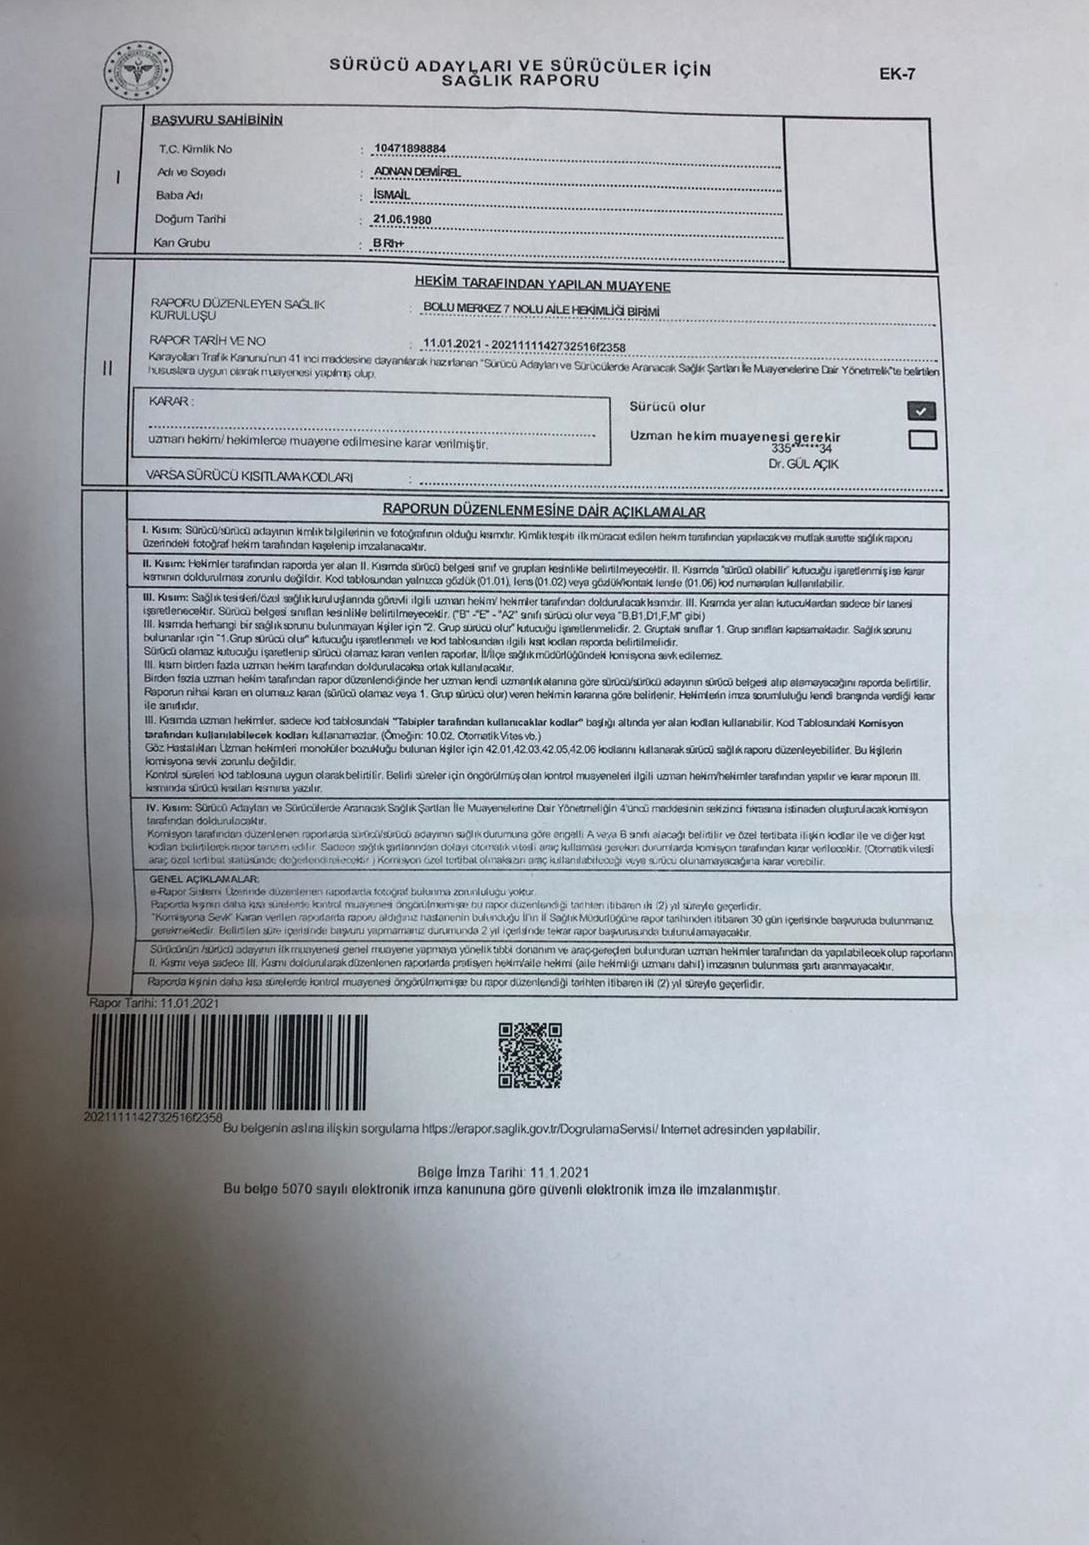 SÜRÜCÜ ADAYLARI VE SÜRÜCÜLER İÇİN
SAĞLIK RAPORU
EK-7
I
BAŞVURU SAHİBİNİN
T.C. Kimlik No : 10471898884
Adı ve Soyadı : ADNAN DEMİREL
Baba Adı : İSMAİL
Doğum Tarihi : 21.06.1980
Kan Grubu : B Rh+
II
HEKİM TARAFINDAN YAPILAN MUAYENE
RAPORU DÜZENLEYEN SAĞLIK : BOLU MERKEZ 7 NOLU AİLE HEKİMLİĞİ BİRİMİ
KURULUŞU
RAPOR TARİH VE NO : 11.01.2021 - 2021111142732516f2358
Karayolları Trafik Kanunu'nun 41 inci maddesine dayanılarak hazırlanan "Sürücü Adayları ve Sürücülerde Aranacak Sağlık Şartları İle Muayenelerine Dair Yönetmelik"te belirtilen
hususlara uygun olarak muayenesi yapılmış olup,
KARAR :
uzman hekim/ hekimlerce muayene edilmesine karar verilmiştir.
Sürücü olur
Uzman hekim muayenesi gerekir
335******34
Dr. GÜL AÇIK
VARSA SÜRÜCÜ KISITLAMA KODLARI :
RAPORUN DÜZENLENMESİNE DAİR AÇIKLAMALAR
I. Kısım: Sürücü/sürücü adayının kimlik bilgilerinin ve fotoğrafının olduğu kısımdır. Kimlik tespiti ilk müracat edilen hekim tarafından yapılacak ve mutlak surette sağlık raporu
üzerindeki fotoğraf hekim tarafından kaşelenip imzalanacaktır.
II. Kısım: Hekimler tarafından raporda yer alan II. Kısımda sürücü belgesi sınıf ve grupları kesinlikle belirtilmeyecektir. II. Kısımda "sürücü olabilir" kutucuğu işaretlenmiş ise karar
kısmının doldurulması zorunlu değildir. Kod tablosundan yalnızca gözlük (01.01), lens (01.02) veya gözlük/kontak lensle (01.06) kod numaraları kullanılabilir.
III. Kısım: Sağlık tesisleri/özel sağlık kuruluşlarında görevli ilgili uzman hekim/ hekimler tarafından doldurulacak kısımdır. III. Kısımda yer alan kutucuklardan sadece bir tanesi
işaretlenecektir. Sürücü belgesi sınıfları kesinlikle belirtilmeyecektir. ("B" -"E" - "A2" sınıfı sürücü olur veya "B,B1,D1,F,M" gibi)
III. kısımda herhangi bir sağlık sorunu bulunmayan kişiler için "2. Grup sürücü olur" kutucuğu işaretlenmelidir. 2. Gruptaki sınıflar 1. Grup sınıfları kapsamaktadır. Sağlık sorunu
bulunanlar için "1.Grup sürücü olur" kutucuğu işaretlenmeli ve kod tablosundan ilgili kısıt kodları raporda belirtilmelidir.
Sürücü olamaz kutucuğu işaretlenip sürücü olamaz kararı verilen raporlar, İl/İlçe sağlık müdürlüğündeki komisyona sevk edilemez.
III. kısım birden fazla uzman hekim tarafından doldurulacaksa ortak kullanılacaktır.
Birden fazla uzman hekim tarafından rapor düzenlendiğinde her uzman kendi uzmanlık alanına göre sürücü/sürücü adayının sürücü belgesi alıp alamayacağını raporda belirtilir.
Raporun nihai kararı en olumsuz kararı (sürücü olamaz veya 1. Grup sürücü olur) veren hekimin kararına göre belirlenir. Hekimlerin imza sorumluluğu kendi branşında verdiği karar
ile sınırlıdır.
III. Kısımda uzman hekimler, sadece kod tablosundaki "Tabipler tarafından kullanıcaklar kodlar" başlığı altında yer alan kodları kullanabilir. Kod Tablosundaki Komisyon
tarafından kullanılabilecek kodları kullanamazlar. (Örneğin: 10.02. Otomatik Vites vb.)
Göz Hastalıkları Uzman hekimleri monoküler bozukluğu bulunan kişiler için 42.01,42.03,42.05,42.06 kodlarını kullanarak sürücü sağlık raporu düzenleyebilirler. Bu kişilerin
komisyona sevki zorunlu değildir.
Kontrol süreleri kod tablosuna uygun olarak belirtilir. Belirli süreler için öngörülmüş olan kontrol muayeneleri ilgili uzman hekim/hekimler tarafından yapılır ve karar raporun III.
kısmında sürücü kısıtları kısmına yazılır.
IV. Kısım: Sürücü Adayları ve Sürücülerde Aranacak Sağlık Şartları İle Muayenelerine Dair Yönetmeliğin 4'üncü maddesinin sekizinci fıkrasına istinaden oluşturulacak komisyon
tarafından doldurulacaktır.
Komisyon tarafından düzenlenen raporlarda sürücü/sürücü adayının sağlık durumuna göre engelli A veya B sınıfı alacağı belirtilir ve özel tertibata ilişkin kodlar ile ve diğer kısıt
kodları belirtilerek rapor tanzim edilir. Sadece sağlık şartlarından dolayı otomatik vitesli araç kullanması gereken durumlarda komisyon tarafından karar verilecektir. (Otomatik vitesli
araç özel tertibat statüsünde değerlendirelecektir.) Komisyon özel tertibat olmaksızın araç kullanılabileceği veya sürücü olunamayacağına karar verebilir.
GENEL AÇIKLAMALAR;
e-Rapor Sistemi Üzerinde düzenlenen raporlarda fotoğraf bulunma zorunluluğu yoktur.
Raporda kişinin daha kısa sürelerde kontrol muayenesi öngörülmemişse bu rapor düzenlendiği tarihten itibaren iki (2) yıl süreyle geçerlidir.
"Komisyona Sevk" Kararı verilen raporlarda raporu aldığınız hastanenin bulunduğu İl'in İl Sağlık Müdürlüğüne rapor tarihinden itibaren 30 gün içerisinde başvuruda bulunmanız
gerekmektedir. Belirtilen süre içerisinde başvuru yapmamanız durumunda 2 yıl içerisinde tekrar rapor başvurusunda bulunulamayacaktır.
Sürücünün /sürücü adayının ilk muayenesi genel muayene yapmaya yönelik tıbbi donanım ve araç-gereçleri bulunduran uzman hekimler tarafından da yapılabilecek olup raporların
II. Kısmı veya sadece III. Kısmı doldurularak düzenlenen raporlarda pratisyen hekim/aile hekimi (aile hekimliği uzmanı dahil) imzasının bulunması şartı aranmayacaktır.
Raporda kişinin daha kısa sürelerde kontrol muayenesi öngörülmemişse bu rapor düzenlendiği tarihten itibaren iki (2) yıl süreyle geçerlidir.
Rapor Tarihi: 11.01.2021
2021111142732516f2358
Bu belgenin aslına ilişkin sorgulama https://erapor.saglik.gov.tr/DogrulamaServisi/ Internet adresinden yapılabilir.
Belge İmza Tarihi: 11.1.2021
Bu belge 5070 sayılı elektronik imza kanununa göre güvenli elektronik imza ile imzalanmıştır.